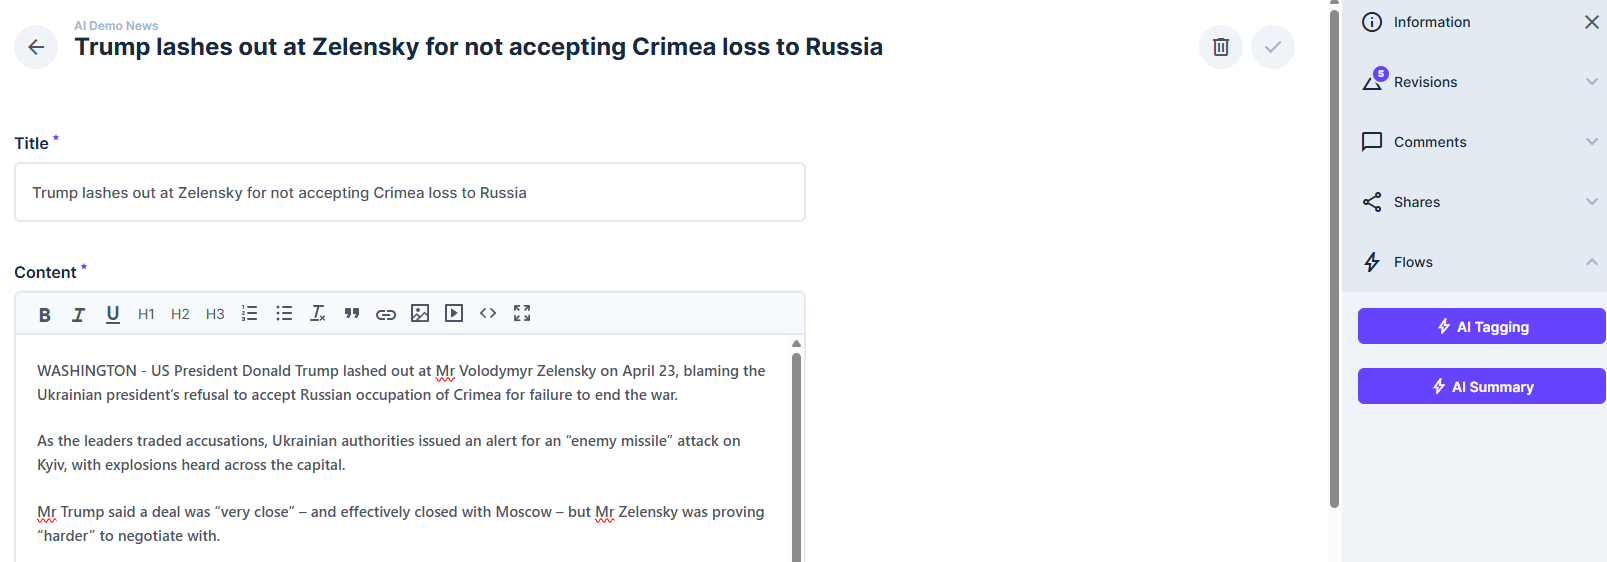 AI Demo News
Trump lashes out at Zelensky for not accepting Crimea loss to Russia
Title *
Trump lashes out at Zelensky for not accepting Crimea loss to Russia
Content *
B I U H1 H2 H3
WASHINGTON - US President Donald Trump lashed out at Mr Volodymyr Zelensky on April 23, blaming the
Ukrainian president’s refusal to accept Russian occupation of Crimea for failure to end the war.
As the leaders traded accusations, Ukrainian authorities issued an alert for an “enemy missile” attack on
Kyiv, with explosions heard across the capital.
Mr Trump said a deal was “very close” – and effectively closed with Moscow – but Mr Zelensky was proving
“harder” to negotiate with.
Information
5
Revisions
Comments
Shares
Flows
AI Tagging
AI Summary